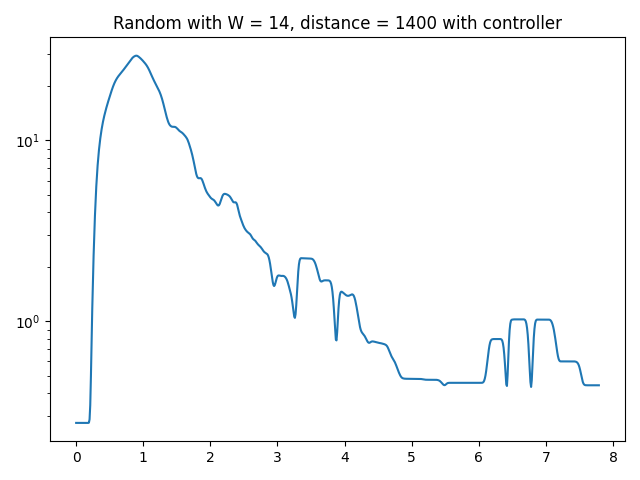 Random with W = 14, distance = 1400 with controller
10¹
10⁰
0 1 2 3 4 5 6 7 8